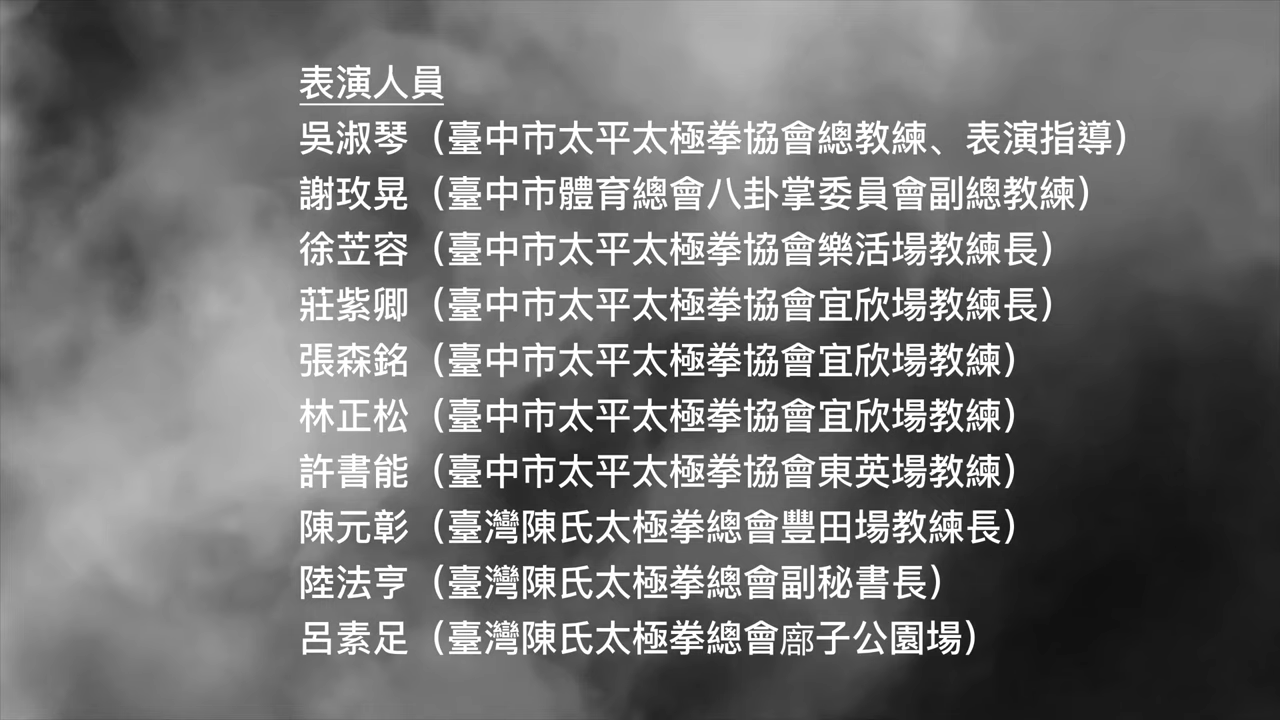 表演人員
吳淑琴（臺中市太平太極拳協會總教練、表演指導）
謝玫晃（臺中市體育總會八卦掌委員會副總教練）
徐苙容（臺中市太平太極拳協會樂活場教練長）
莊紫卿（臺中市太平太極拳協會宜欣場教練長）
張森銘（臺中市太平太極拳協會宜欣場教練）
林正松（臺中市太平太極拳協會宜欣場教練）
許書能（臺中市太平太極拳協會東英場教練）
陳元彰（臺灣陳氏太極拳總會豐田場教練長）
陸法亨（臺灣陳氏太極拳總會副秘書長）
呂素足（臺灣陳氏太極拳總會廍子公園場）